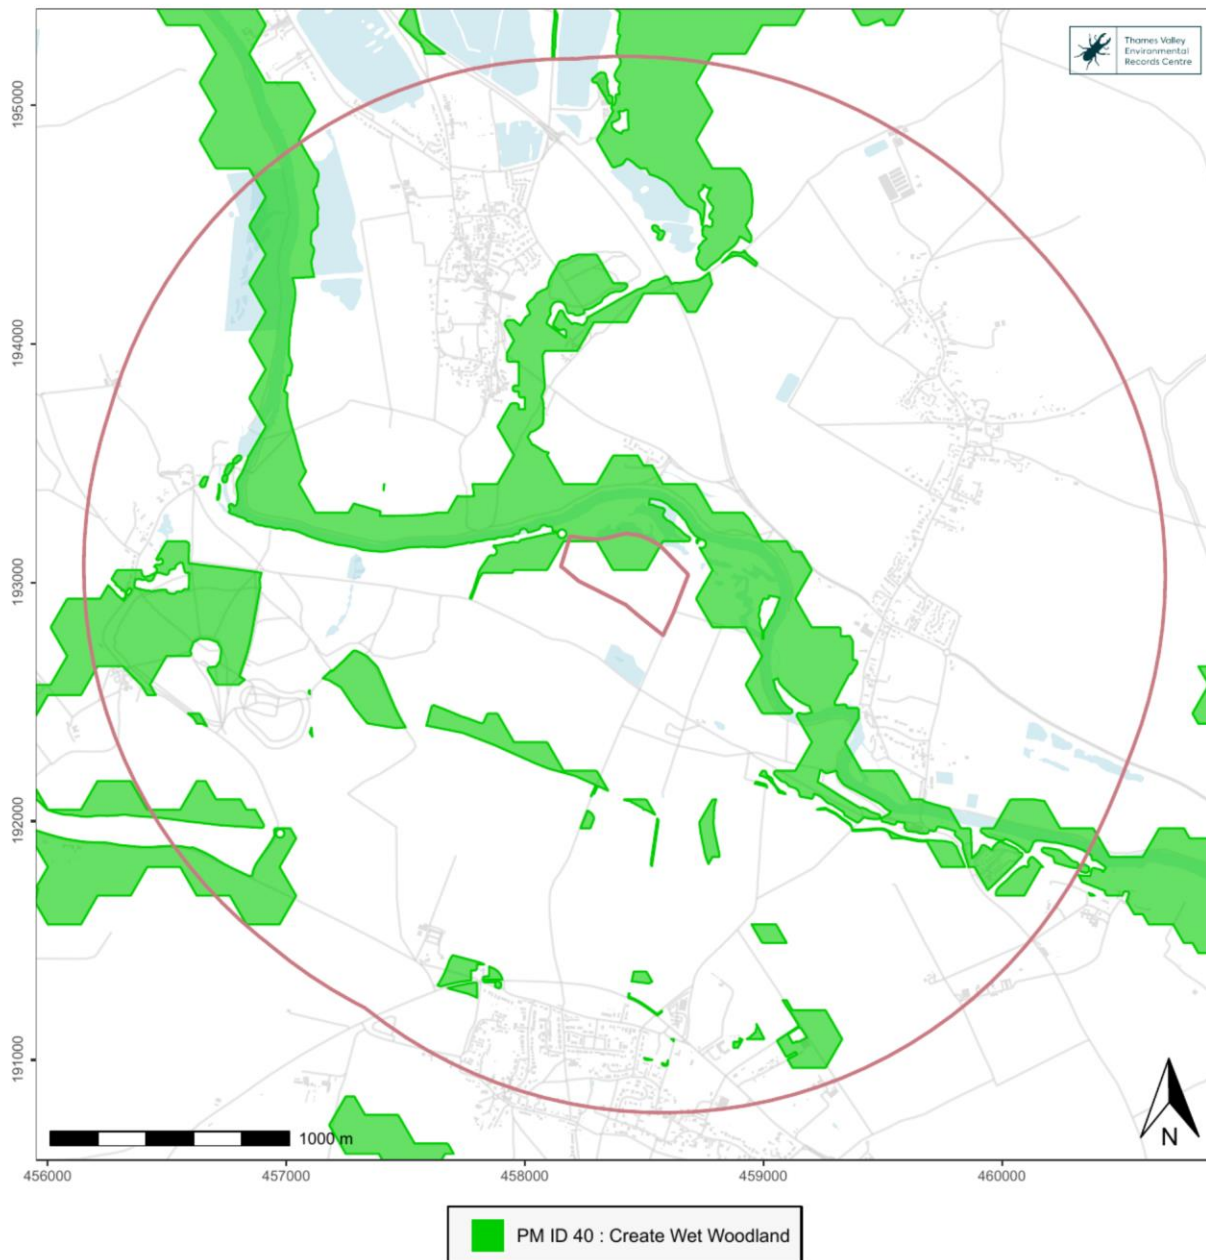 Thames Valley
Environmental
Records Centre
195000
194000
193000
192000
191000
1000 m
N
456000
457000
458000
459000
460000
PM ID 40 : Create Wet Woodland